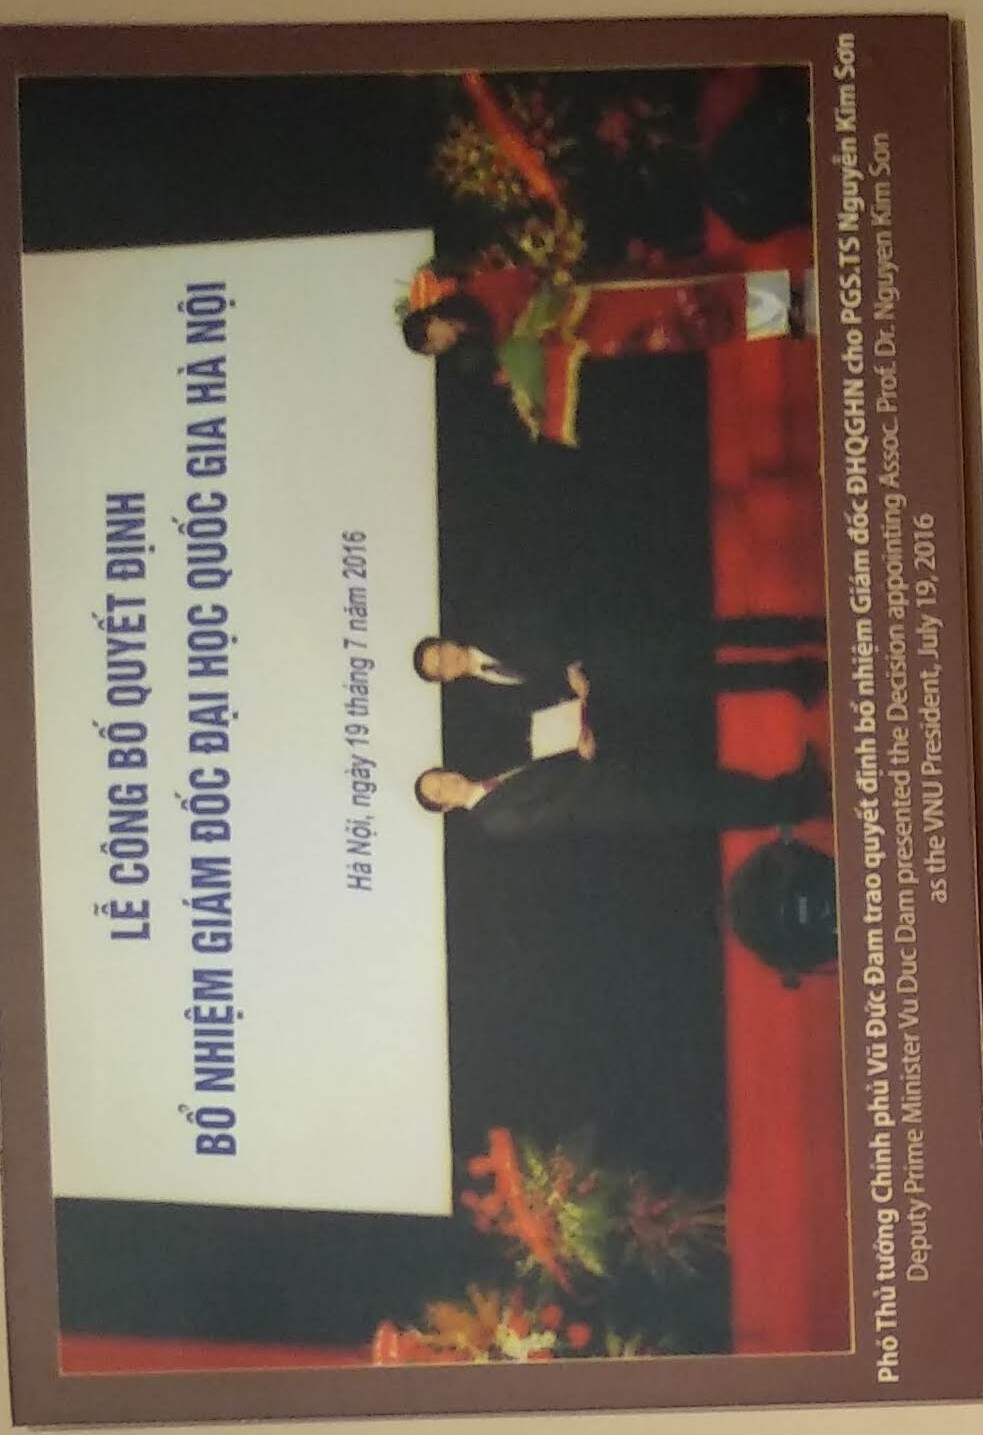 LỄ CÔNG BỐ QUYẾT ĐỊNH
BỔ NHIỆM GIÁM ĐỐC ĐẠI HỌC QUỐC GIA HÀ NỘI
Hà Nội, ngày 19 tháng 7 năm 2016
Phó Thủ tướng Chính phủ Vũ Đức Đam trao quyết định bổ nhiệm Giám đốc ĐHQGHN cho PGS.TS Nguyễn Kim Sơn
Deputy Prime Minister Vu Duc Dam presented the Decision appointing Assoc. Prof. Dr. Nguyen Kim Son
as the VNU President, July 19, 2016